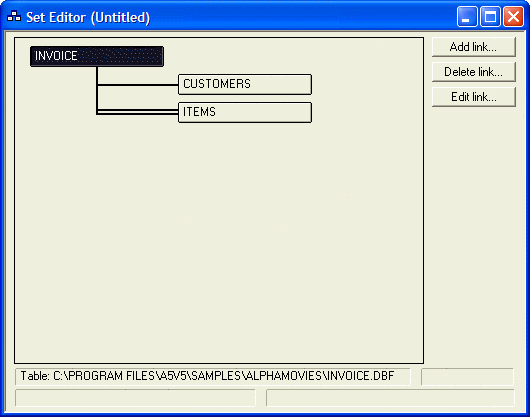 Set Editor (Untitled)
INVOICE
CUSTOMERS
ITEMS
Add link...
Delete link...
Edit link...
Table: C:\PROGRAM FILES\A5V5\SAMPLES\ALPHAMOVIES\INVOICE.DBF